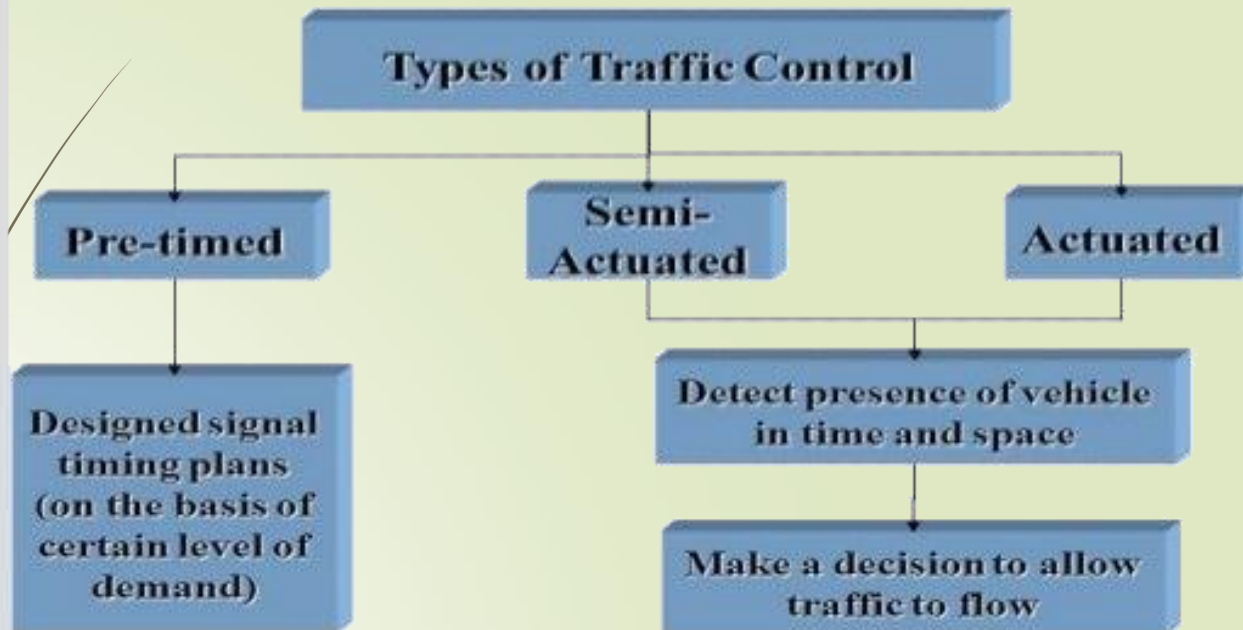 Types of Traffic Control
Pre-timed
Semi-
Actuated
Actuated
Designed signal
timing plans
(on the basis of
certain level of
demand)
Detect presence of vehicle
in time and space
Make a decision to allow
traffic to flow